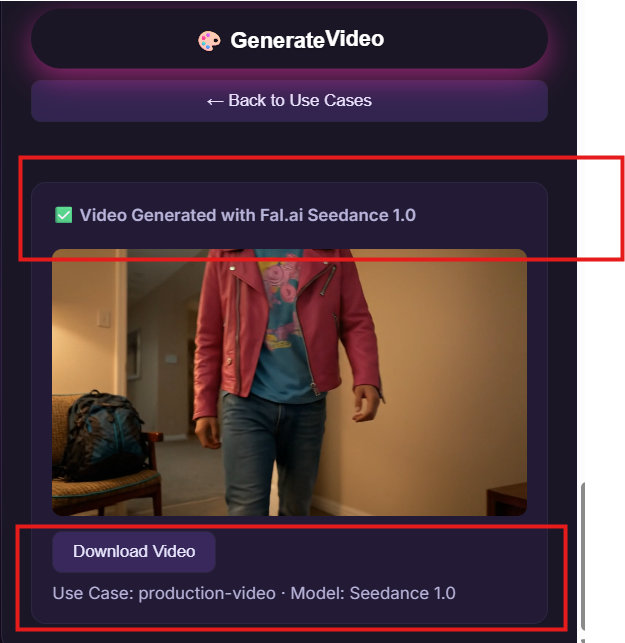 GenerateVideo
← Back to Use Cases
✅ Video Generated with Fal.ai Seedance 1.0
Download Video
Use Case: production-video · Model: Seedance 1.0